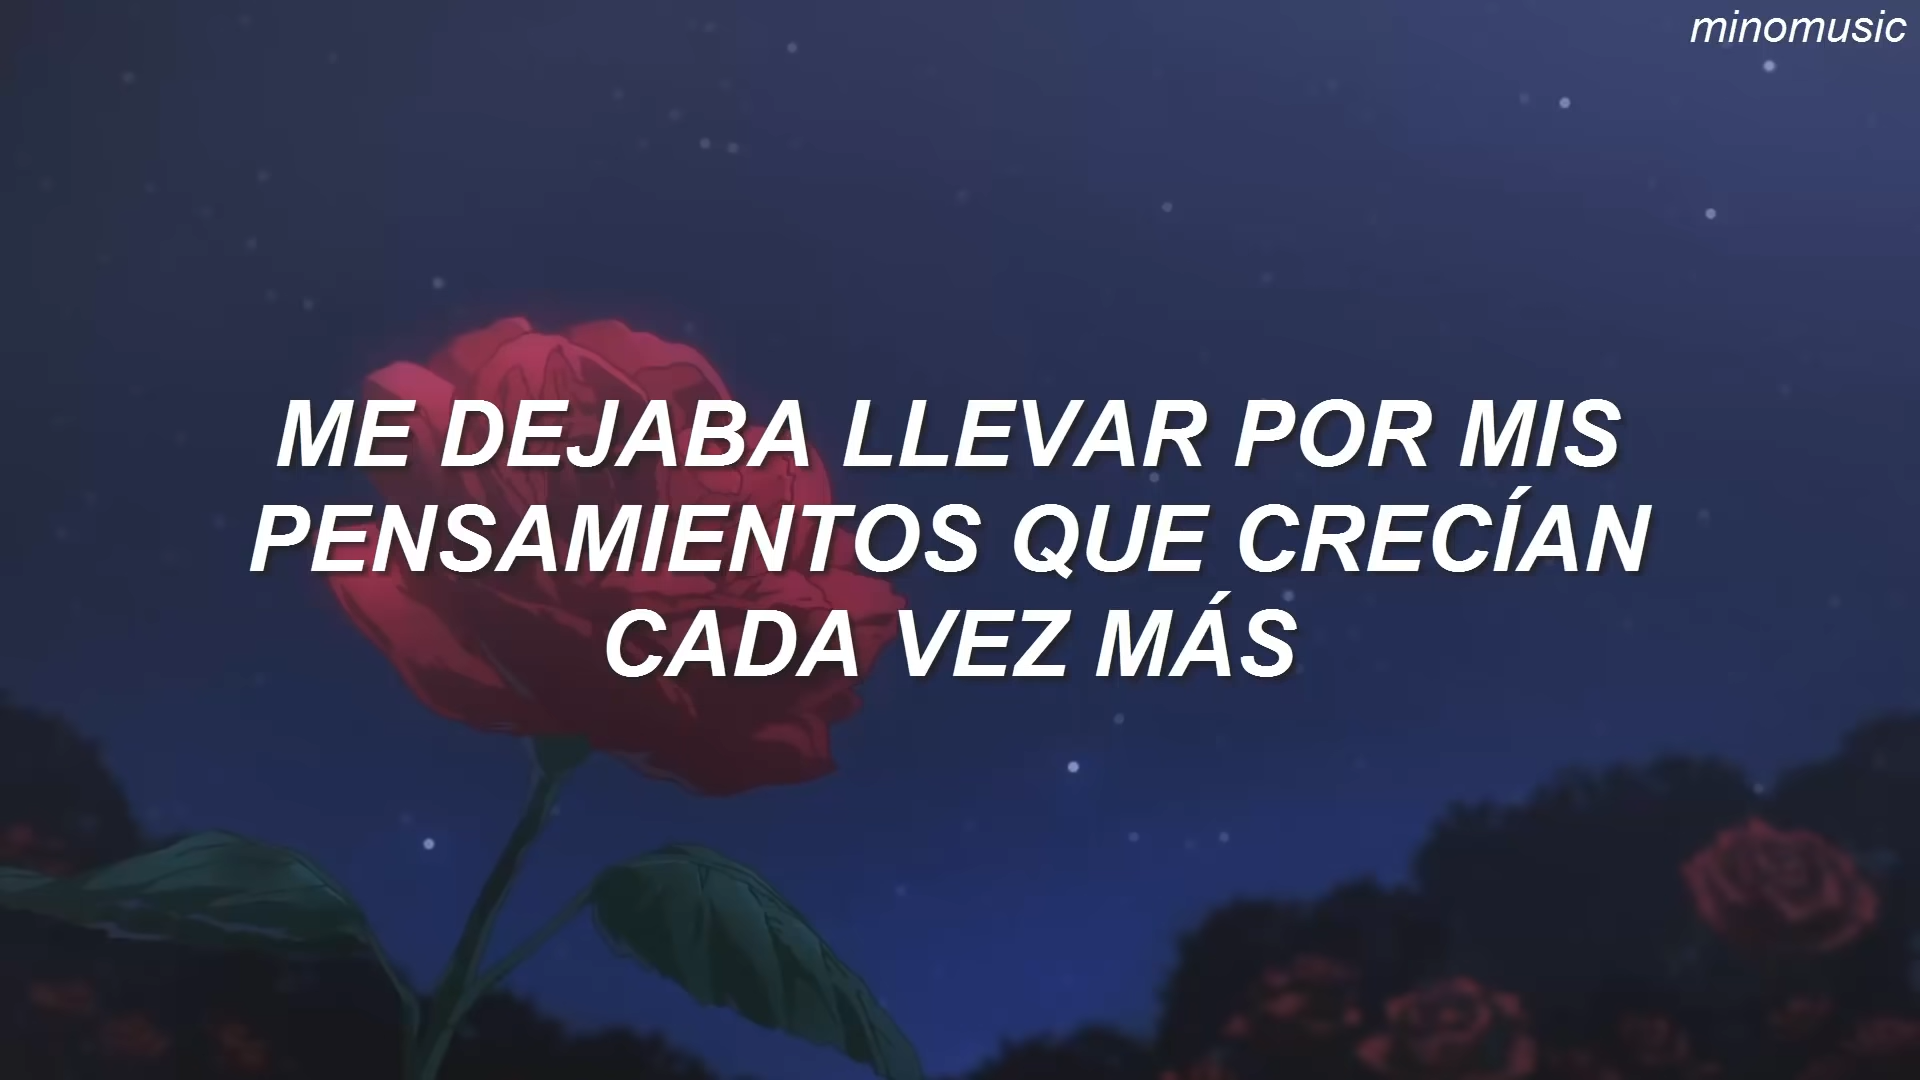 minomusic
ME DEJABA LLEVAR POR MIS
PENSAMIENTOS QUE CRECÍAN
CADA VEZ MÁS